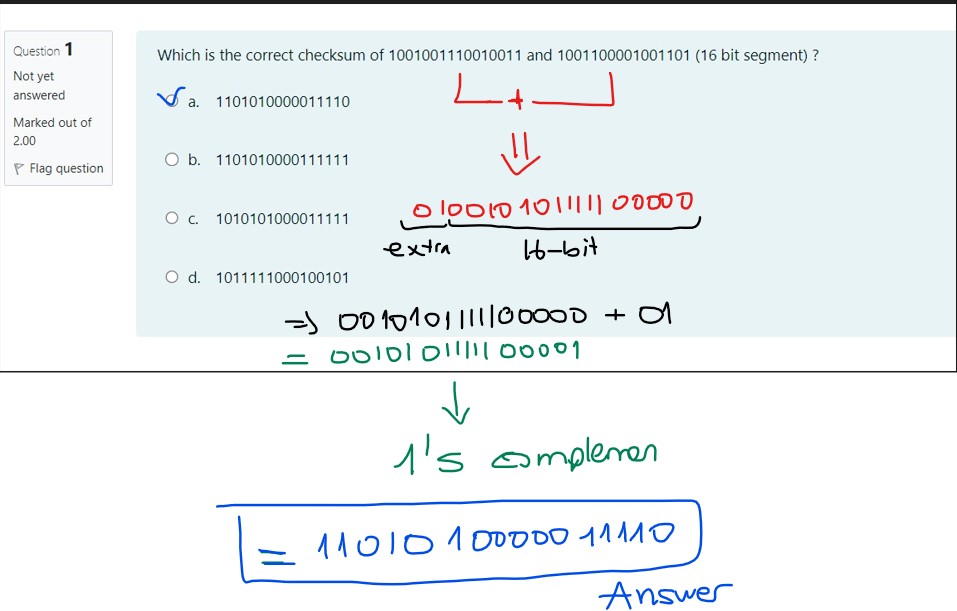 Question 1
Not yet
answered
Marked out of
2.00
Flag question
Which is the correct checksum of 1001001110010011 and 1001100001001101 (16 bit segment) ?
a. 1101010000011110
+
b. 1101010000111111
⇓
c. 1010101000011111
010010101111100000
extra 16-bit
d. 1011111000100101
⇒ 0010101111100000 + 01
= 0010101111100001
↓
1's complemen
= 1101010000011110
Answer